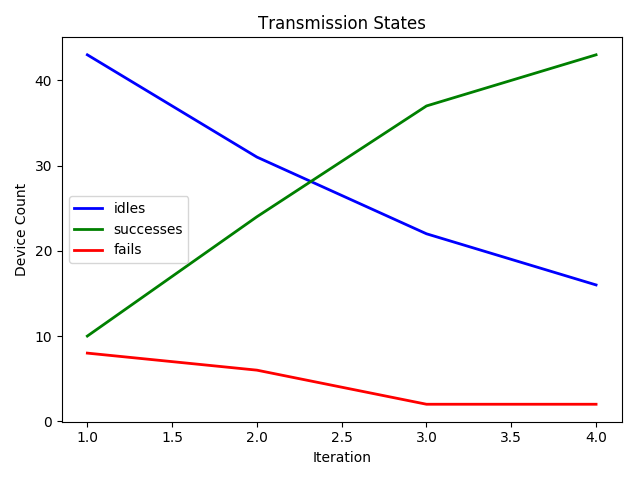 Transmission States
Device Count
40
30
20
10
0
idles
successes
fails
1.0 1.5 2.0 2.5 3.0 3.5 4.0
Iteration